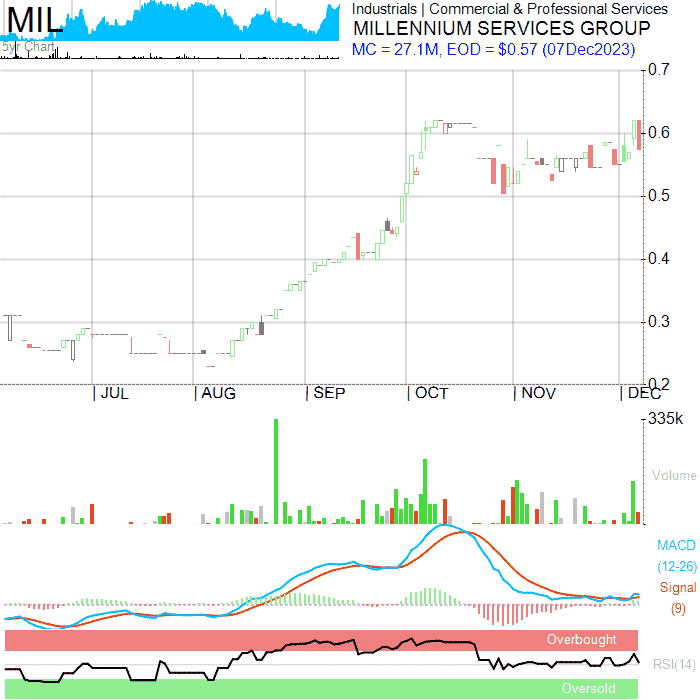 MIL
5yr Chart
Industrials | Commercial & Professional Services
MILLENNIUM SERVICES GROUP
MC = 27.1M, EOD = $0.57 (07Dec2023)
0.7
0.6
0.5
0.4
0.3
0.2
| JUL | AUG | SEP | OCT | NOV | DEC
335k
Volume
MACD
(12-26)
Signal
(9)
Overbought
RSI(14)
Oversold